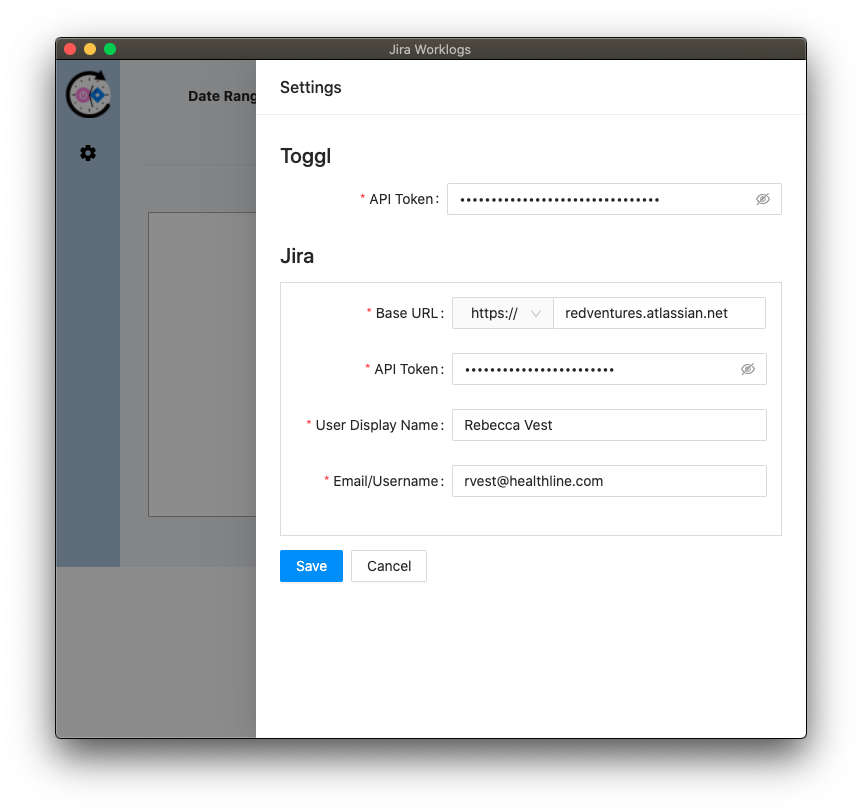 Jira Worklogs
Date Rang
Settings
Toggl
* API Token: ••••••••••••••••••••••••••••••••
Jira
* Base URL: https:// redventures.atlassian.net
* API Token: ••••••••••••••••••••••••
* User Display Name: Rebecca Vest
* Email/Username: rvest@healthline.com
Save Cancel